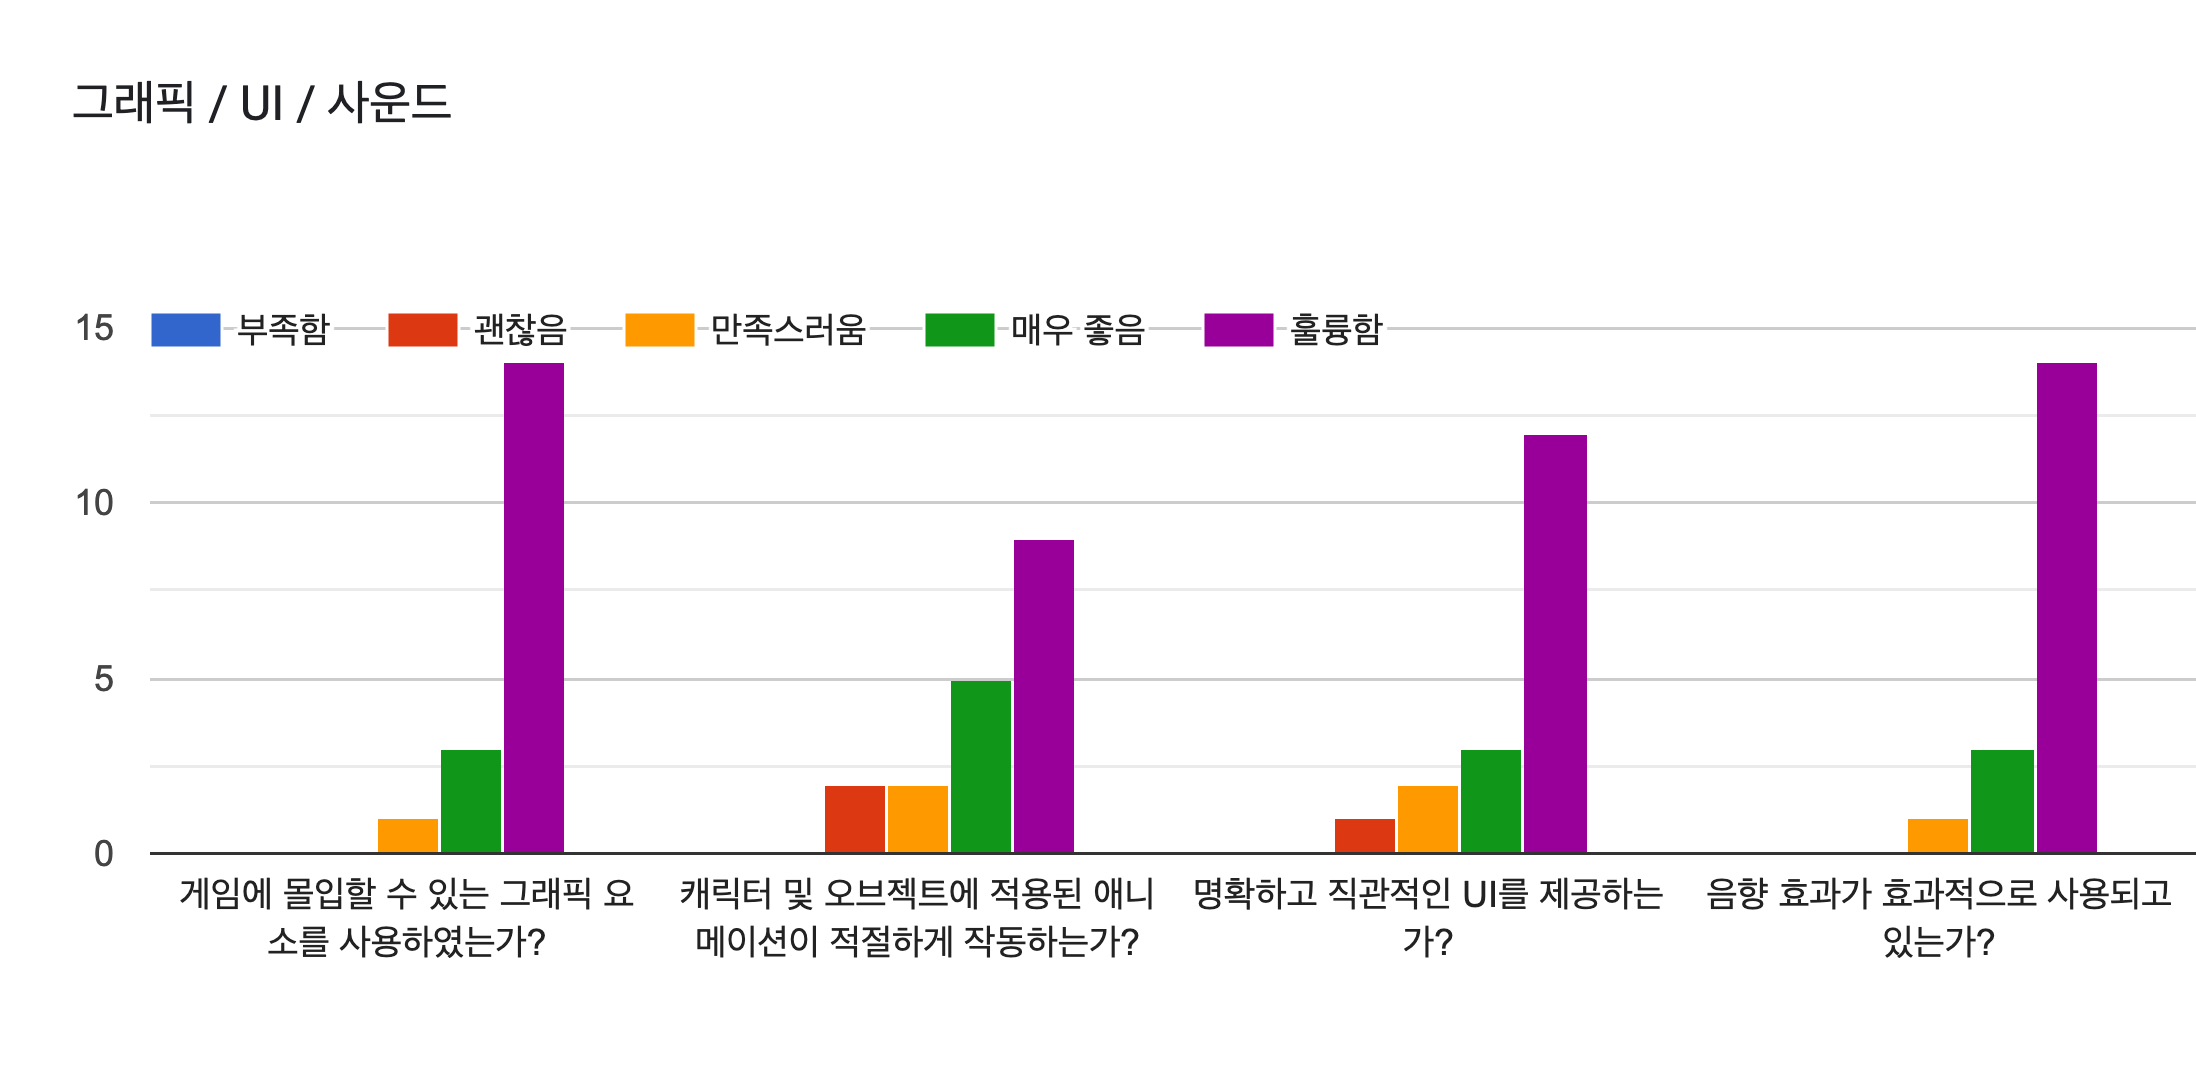 그래픽 / UI / 사운드
15
부족함
괜찮음
만족스러움
매우 좋음
훌륭함
10
5
0
게임에 몰입할 수 있는 그래픽 요
소를 사용하였는가?
캐릭터 및 오브젝트에 적용된 애니
메이션이 적절하게 작동하는가?
명확하고 직관적인 UI를 제공하는
가?
음향 효과가 효과적으로 사용되고
있는가?